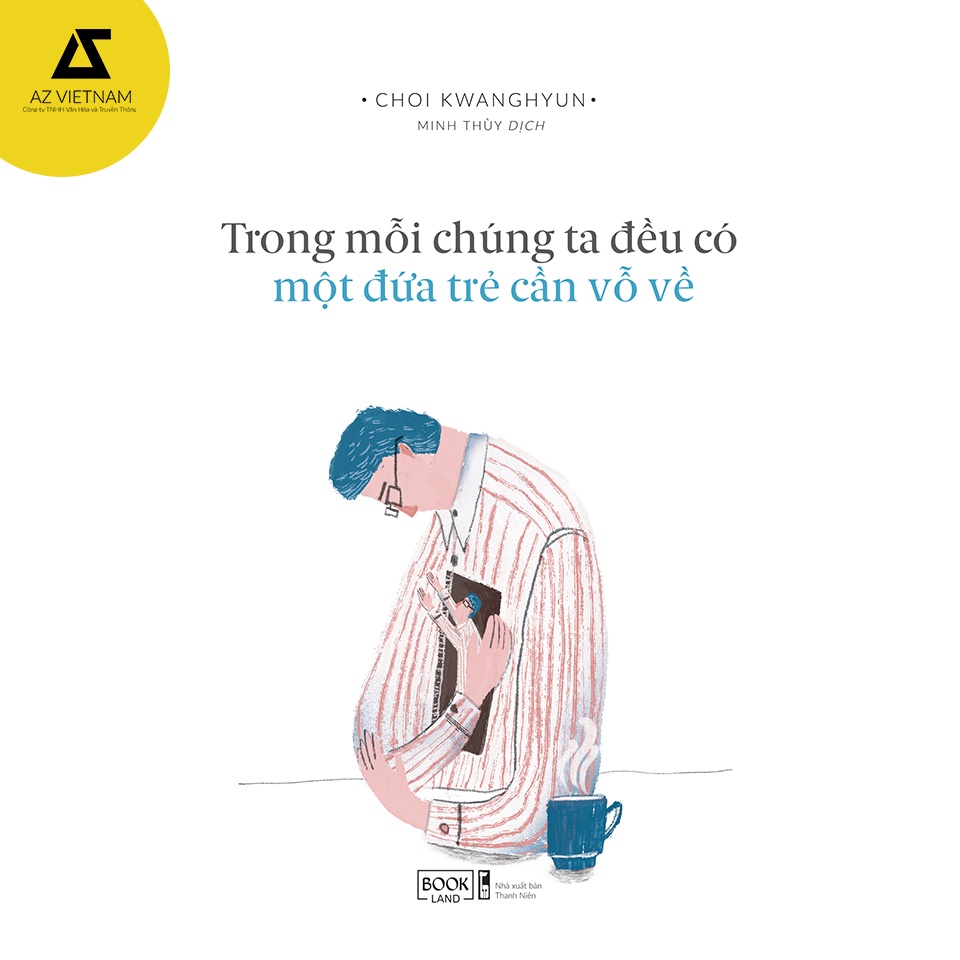 AZ VIETNAM
Công ty TNHH Văn Hóa và Truyền Thông
• CHOI KWANGHYUN •
MINH THÙY DỊCH
Trong mỗi chúng ta đều có
một đứa trẻ cần vỗ về
BOOK
LAND
Nhà xuất bản
Thanh Niên